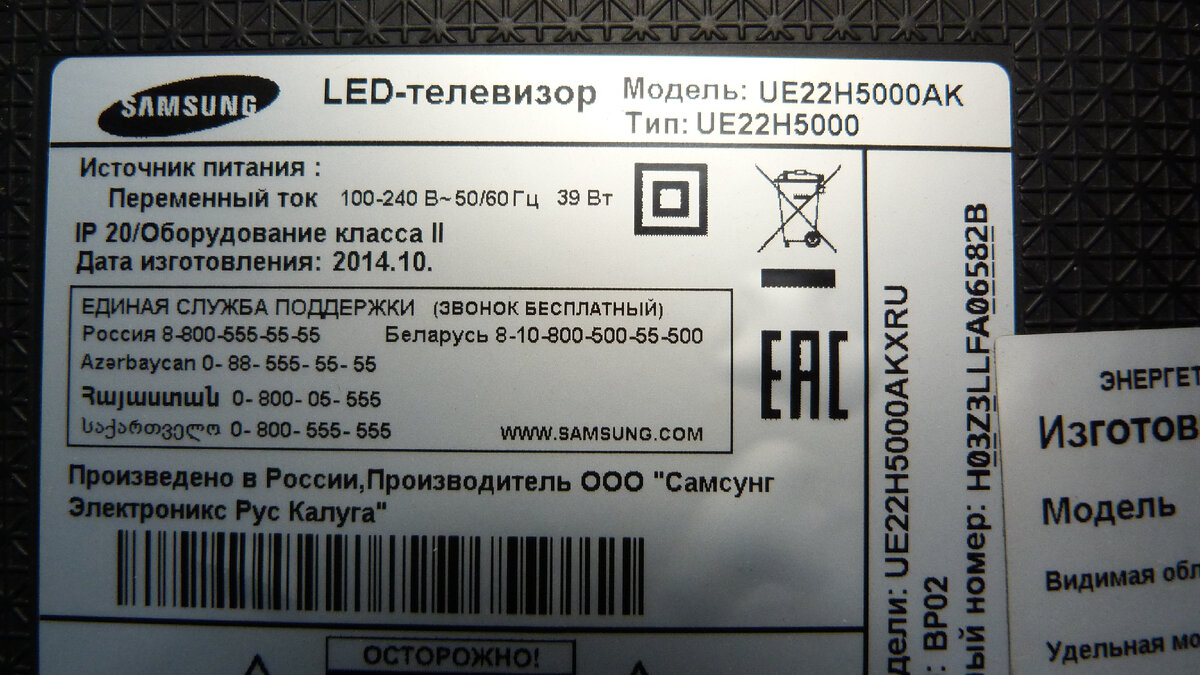 SAMSUNG
LED-телевизор
Модель: UE22H5000AK
Тип: UE22H5000
Источник питания :
Переменный ток 100-240 В~ 50/60 Гц 39 Вт
IP 20/Оборудование класса II
Дата изготовления: 2014.10.
ЕДИНАЯ СЛУЖБА ПОДДЕРЖКИ (ЗВОНОК БЕСПЛАТНЫЙ)
Россия 8-800-555-55-55 Беларусь 8-10-800-500-55-500
Azərbaycan 0- 88- 555- 55- 55
Հայաստան 0- 800- 05- 555
საქართველო 0- 800- 555- 555
WWW.SAMSUNG.COM
EAC
Произведено в России,Производитель ООО "Самсунг
Электроникс Рус Калуга"
ОСТОРОЖНО!
дели: UE22H5000AKXRU
: BP02
ный номер: H03Z3LLFA06582B
ЭНЕРГЕТ
Изготов
Модель
Видимая обл
Удельная мо